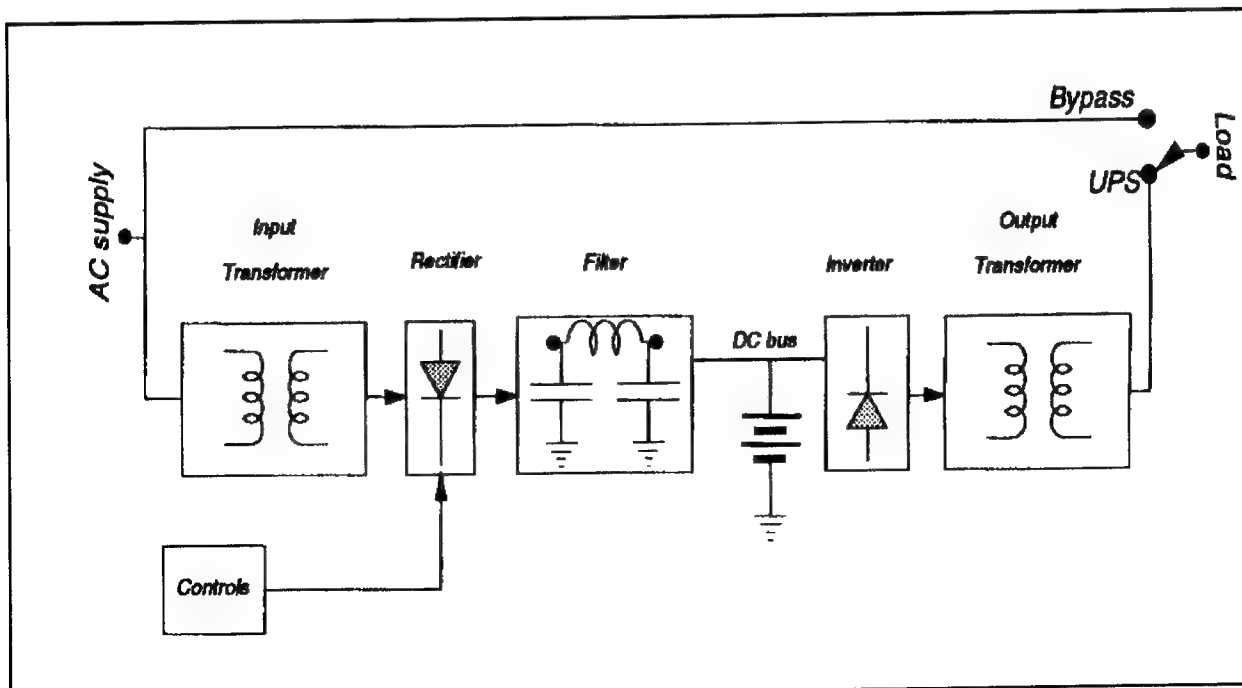 Bypass
Load
UPS
AC supply
Input
Transformer
Rectifier
Filter
DC bus
Inverter
Output
Transformer
Controls